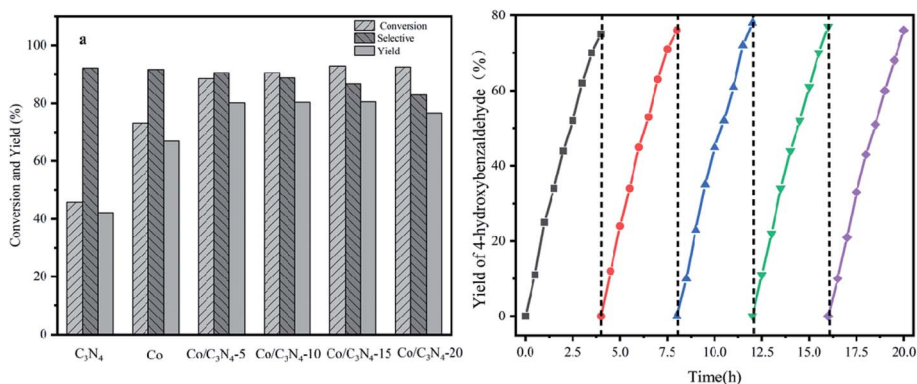 a
Conversion
Selective
Yield
100
80
60
40
20
0
Conversion and Yield (%)
C₃N₄
Co
Co/C₃N₄-5
Co/C₃N₄-10
Co/C₃N₄-15
Co/C₃N₄-20
80
60
40
20
0
Yield of 4-hydroxybenzaldehyde (%)
0.0
2.5
5.0
7.5
10.0
12.5
15.0
17.5
20.0
Time(h)